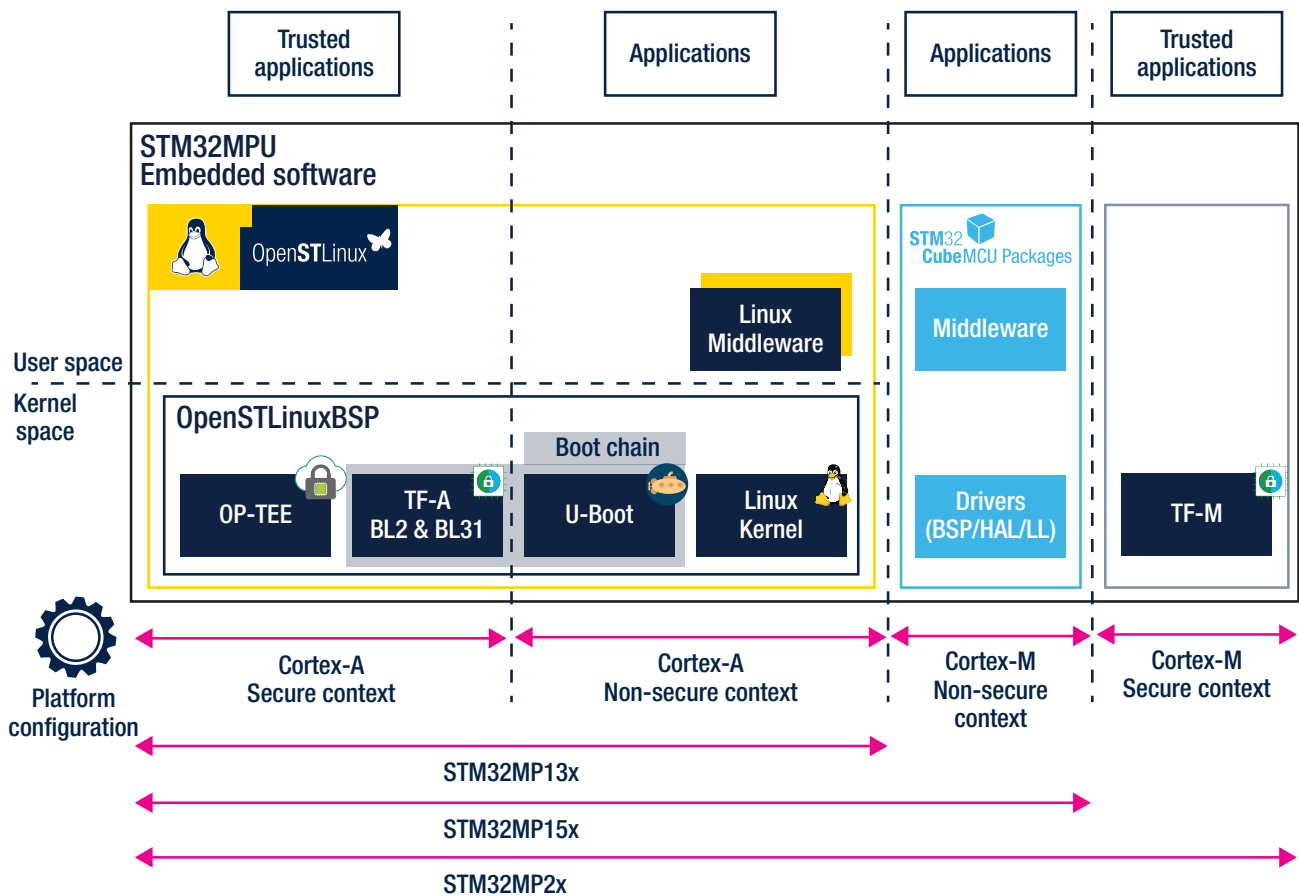 Trusted
applications
Applications
Applications
Trusted
applications
STM32MPU
Embedded software
OpenSTLinux
STM32
CubeMCU Packages
Linux
Middleware
Middleware
User space
Kernel
space
OpenSTLinuxBSP
Boot chain
OP-TEE
TF-A
BL2 & BL31
U-Boot
Linux
Kernel
Drivers
(BSP/HAL/LL)
TF-M
Platform
configuration
Cortex-A
Secure context
Cortex-A
Non-secure context
Cortex-M
Non-secure
context
Cortex-M
Secure context
STM32MP13x
STM32MP15x
STM32MP2x